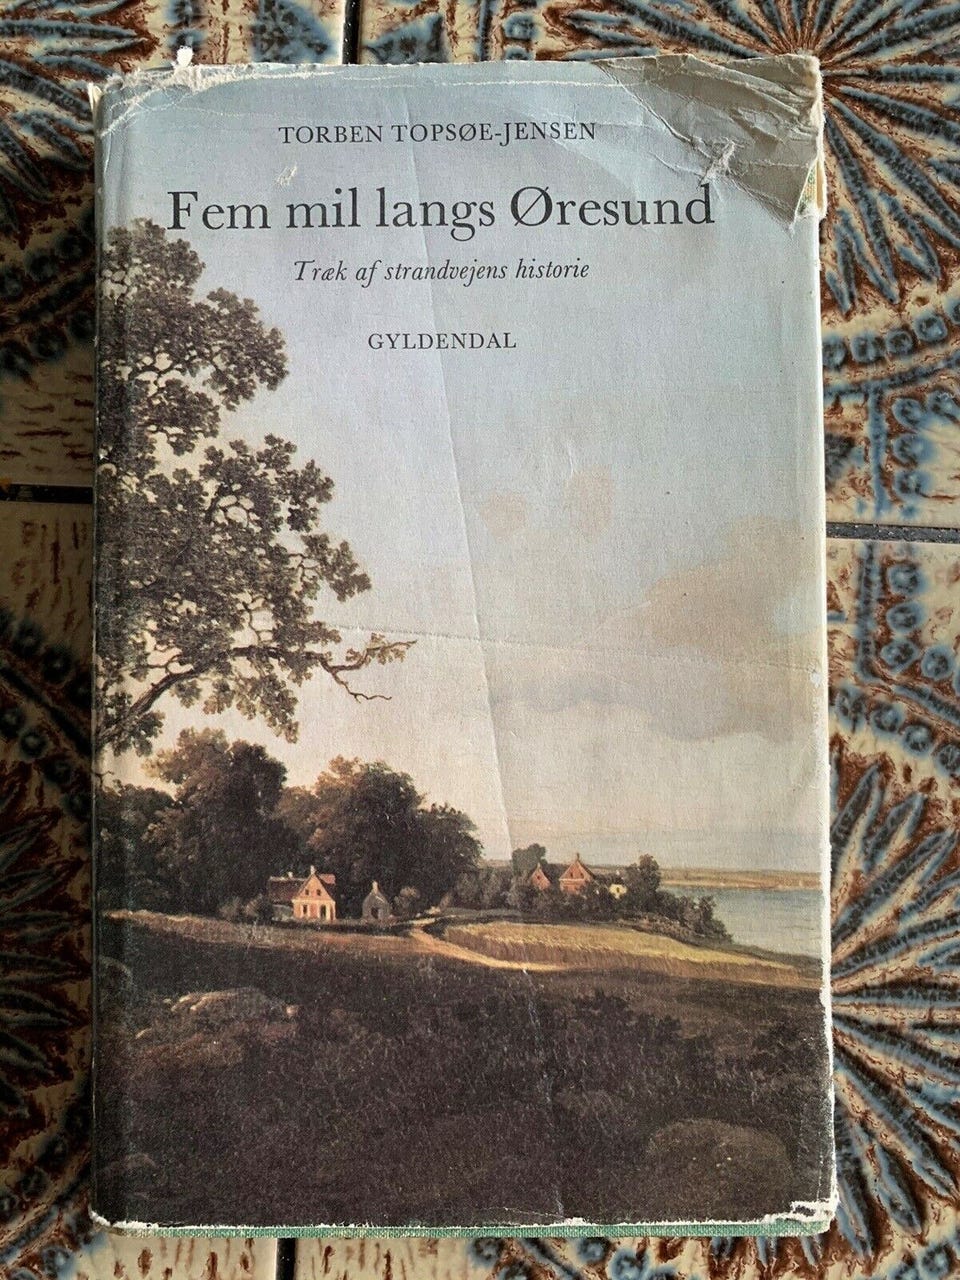 TORBEN TOPSØE-JENSEN
Fem mil langs Øresund
Træk af strandvejens historie
GYLDENDAL